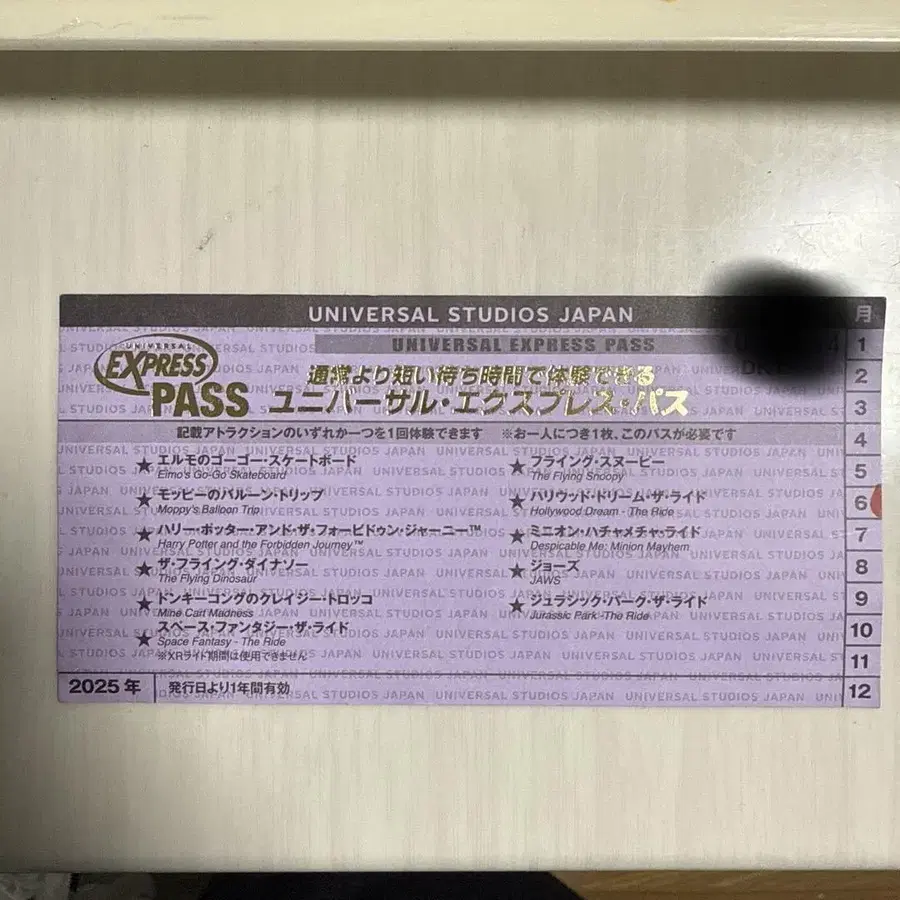 UNIVERSAL STUDIOS JAPAN
月
UNIVERSAL EXPRESS PASS
UNIVERSAL
EXPRESS
PASS
通常より短い待ち時間で体験できる
ユニバーサル・エクスプレス・パス
記載アトラクションのいずれか一つを1回体験できます ※お一人につき1枚、このパスが必要です
★ エルモのゴーゴー・スケートボード
Elmo's Go-Go Skateboard
★ モッピーのバルーン・トリップ
Moppy's Balloon Trip
★ ハリー・ポッター・アンド・ザ・フォービドゥン・ジャーニー™
Harry Potter and the Forbidden Journey™
★ ザ・フライング・ダイナソー
The Flying Dinosaur
★ ドンキーコングのクレイジー・トロッコ
Mine Cart Madness
★ スペース・ファンタジー・ザ・ライド
Space Fantasy - The Ride
※XRライド期間は使用できません
★ フライング・スヌーピー
The Flying Snoopy
★ ハリウッド・ドリーム・ザ・ライド
Hollywood Dream - The Ride
★ ミニオン・ハチャメチャ・ライド
Despicable Me: Minion Mayhem
★ ジョーズ
JAWS
★ ジュラシック・パーク・ザ・ライド
Jurassic Park -The Ride
1
2
3
4
5
6
7
8
9
10
11
12
2025年
発行日より1年間有効